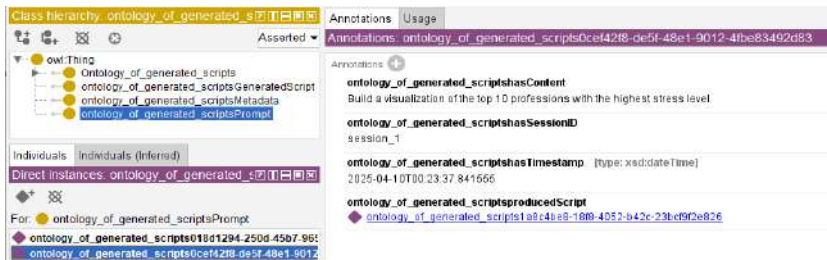 Class hierarchy: ontology_of_generated_s
Asserted
owl:Thing
Ontology_of_generated_scripts
ontology_of_generated_scriptsGeneratedScript
ontology_of_generated_scriptsMetadata
ontology_of_generated_scriptsPrompt
Individuals Individuals (Inferred)
Direct instances: ontology_of_generated_s
For: ontology_of_generated_scriptsPrompt
ontology_of_generated_scripts018d1294-250d-45b7-965
ontology_of_generated_scripts0cef42f8-de5f-48e1-9012
Annotations Usage
Annotations: ontology_of_generated_scripts0cef42f8-de5f-48e1-9012-4fbe83492d83
Annotations
ontology_of_generated_scriptshasContent
Build a visualization of the top 10 professions with the highest stress level
ontology_of_generated_scriptshasSessionID
session_1
ontology_of_generated_scriptshasTimestamp [type: xsd:dateTime]
2025-04-10T00:23:37.841555
ontology_of_generated_scriptsproducedScript
ontology_of_generated_scripts1a8c4be8-18f8-4052-b42c-23bcf9f2e826